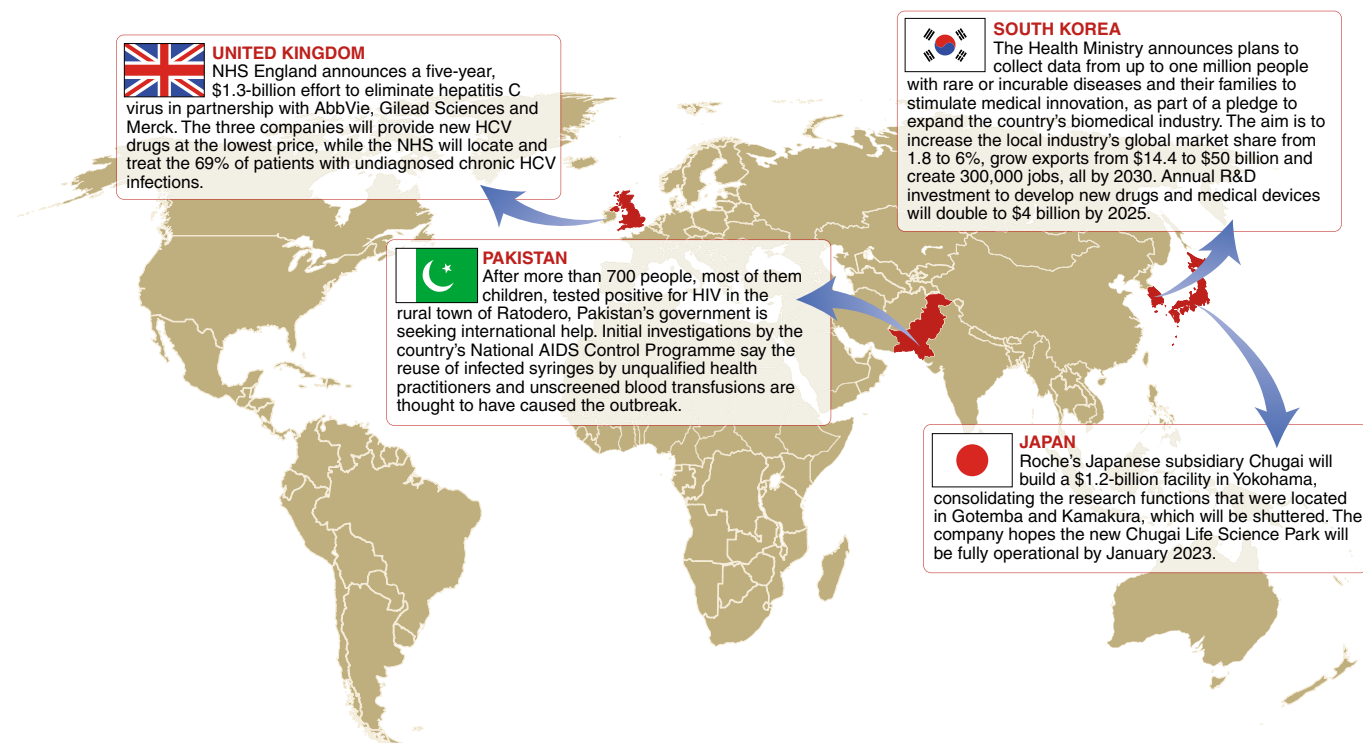 UNITED KINGDOM
NHS England announces a five-year,
$1.3-billion effort to eliminate hepatitis C
virus in partnership with AbbVie, Gilead Sciences and
Merck. The three companies will provide new HCV
drugs at the lowest price, while the NHS will locate and
treat the 69% of patients with undiagnosed chronic HCV
infections.
SOUTH KOREA
The Health Ministry announces plans to
collect data from up to one million people
with rare or incurable diseases and their families to
stimulate medical innovation, as part of a pledge to
expand the country's biomedical industry. The aim is to
increase the local industry's global market share from
1.8 to 6%, grow exports from $14.4 to $50 billion and
create 300,000 jobs, all by 2030. Annual R&D
investment to develop new drugs and medical devices
will double to $4 billion by 2025.
PAKISTAN
After more than 700 people, most of them
children, tested positive for HIV in the
rural town of Ratodero, Pakistan's government is
seeking international help. Initial investigations by the
country's National AIDS Control Programme say the
reuse of infected syringes by unqualified health
practitioners and unscreened blood transfusions are
thought to have caused the outbreak.
JAPAN
Roche's Japanese subsidiary Chugai will
build a $1.2-billion facility in Yokohama,
consolidating the research functions that were located
in Gotemba and Kamakura, which will be shuttered. The
company hopes the new Chugai Life Science Park will
be fully operational by January 2023.